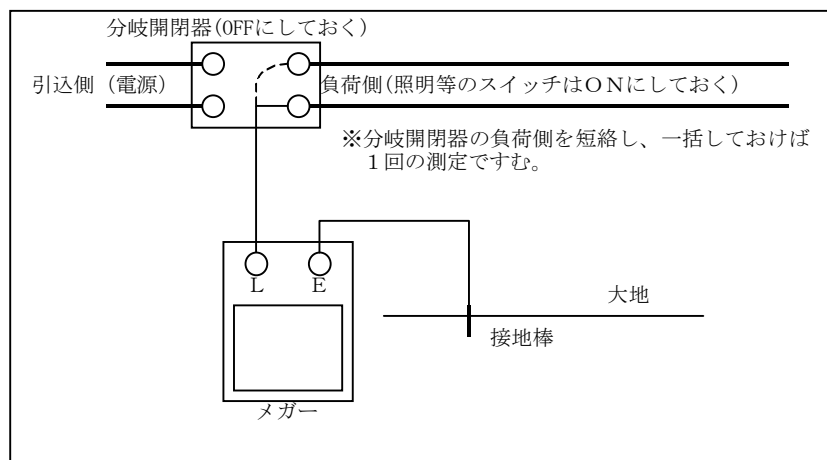 分岐開閉器(OFFにしておく)
引込側（電源）
負荷側(照明等のスイッチはＯＮにしておく)
※分岐開閉器の負荷側を短絡し、一括しておけば
１回の測定ですむ。
L
E
大地
接地棒
メガー